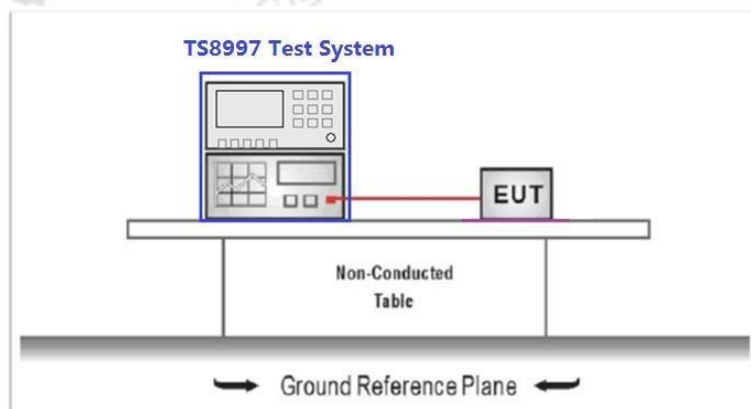 TS8997 Test System
EUT
Non-Conducted
Table
Ground Reference Plane